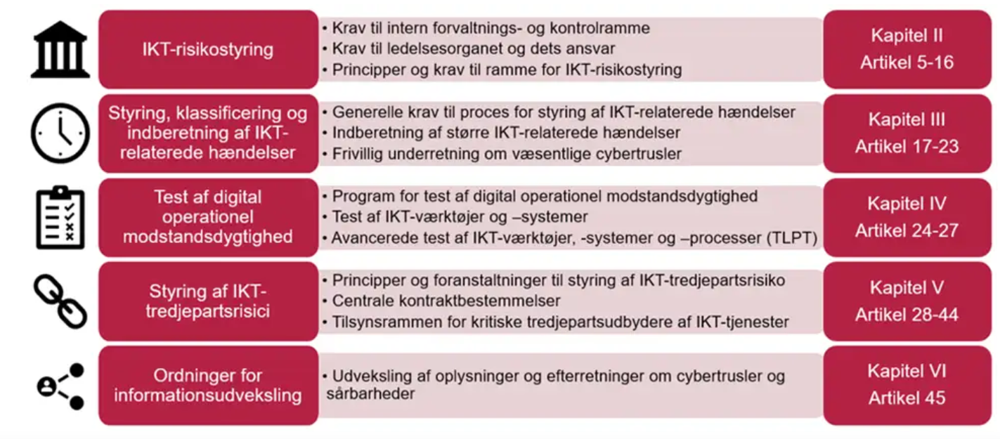 IKT-risikostyring
• Krav til intern forvaltnings- og kontrolramme
• Krav til ledelsesorganet og dets ansvar
• Principper og krav til ramme for IKT-risikostyring
Kapitel II
Artikel 5-16
Styring, klassificering og
indberetning af IKT-
relaterede hændelser
• Generelle krav til proces for styring af IKT-relaterede hændelser
• Indberetning af større IKT-relaterede hændelser
• Frivillig underretning om væsentlige cybertrusler
Kapitel III
Artikel 17-23
Test af digital
operationel
modstandsdygtighed
• Program for test af digital operationel modstandsdygtighed
• Test af IKT-værktøjer og –systemer
• Avancerede test af IKT-værktøjer, -systemer og –processer (TLPT)
Kapitel IV
Artikel 24-27
Styring af IKT-
tredjepartsrisici
• Principper og foranstaltninger til styring af IKT-tredjepartsrisiko
• Centrale kontraktbestemmelser
• Tilsynsrammen for kritiske tredjepartsudbydere af IKT-tjenester
Kapitel V
Artikel 28-44
Ordninger for
informationsudveksling
• Udveksling af oplysninger og efterretninger om cybertrusler og
sårbarheder
Kapitel VI
Artikel 45